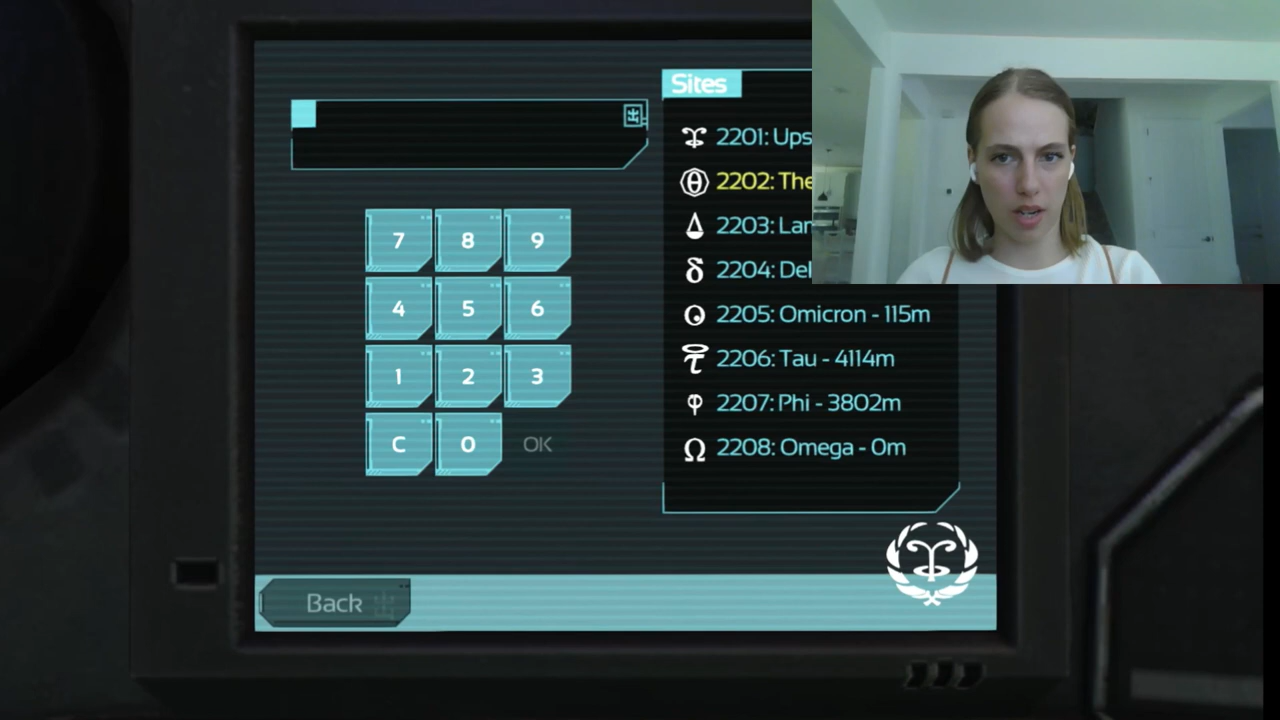 Sites
2201: Ups
2202: The
2203: Lam
2204: Del
2205: Omicron - 115m
2206: Tau - 4114m
2207: Phi - 3802m
2208: Omega - 0m
7 8 9
4 5 6
1 2 3
C 0 OK
Back